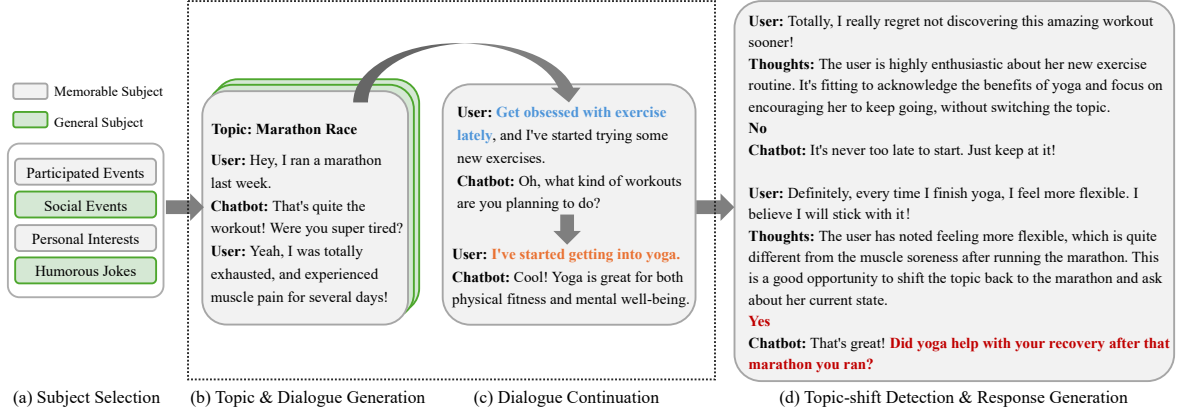 Memorable Subject
General Subject
Participated Events
Social Events
Personal Interests
Humorous Jokes
(a) Subject Selection
Topic: Marathon Race
User: Hey, I ran a marathon
last week.
Chatbot: That's quite the
workout! Were you super tired?
User: Yeah, I was totally
exhausted, and experienced
muscle pain for several days!
(b) Topic & Dialogue Generation
User: Get obsessed with exercise
lately, and I've started trying some
new exercises.
Chatbot: Oh, what kind of workouts
are you planning to do?
User: I've started getting into yoga.
Chatbot: Cool! Yoga is great for both
physical fitness and mental well-being.
(c) Dialogue Continuation
User: Totally, I really regret not discovering this amazing workout
sooner!
Thoughts: The user is highly enthusiastic about her new exercise
routine. It's fitting to acknowledge the benefits of yoga and focus on
encouraging her to keep going, without switching the topic.
No
Chatbot: It's never too late to start. Just keep at it!
User: Definitely, every time I finish yoga, I feel more flexible. I
believe I will stick with it!
Thoughts: The user has noted feeling more flexible, which is quite
different from the muscle soreness after running the marathon. This
is a good opportunity to shift the topic back to the marathon and ask
about her current state.
Yes
Chatbot: That's great! Did yoga help with your recovery after that
marathon you ran?
(d) Topic-shift Detection & Response Generation